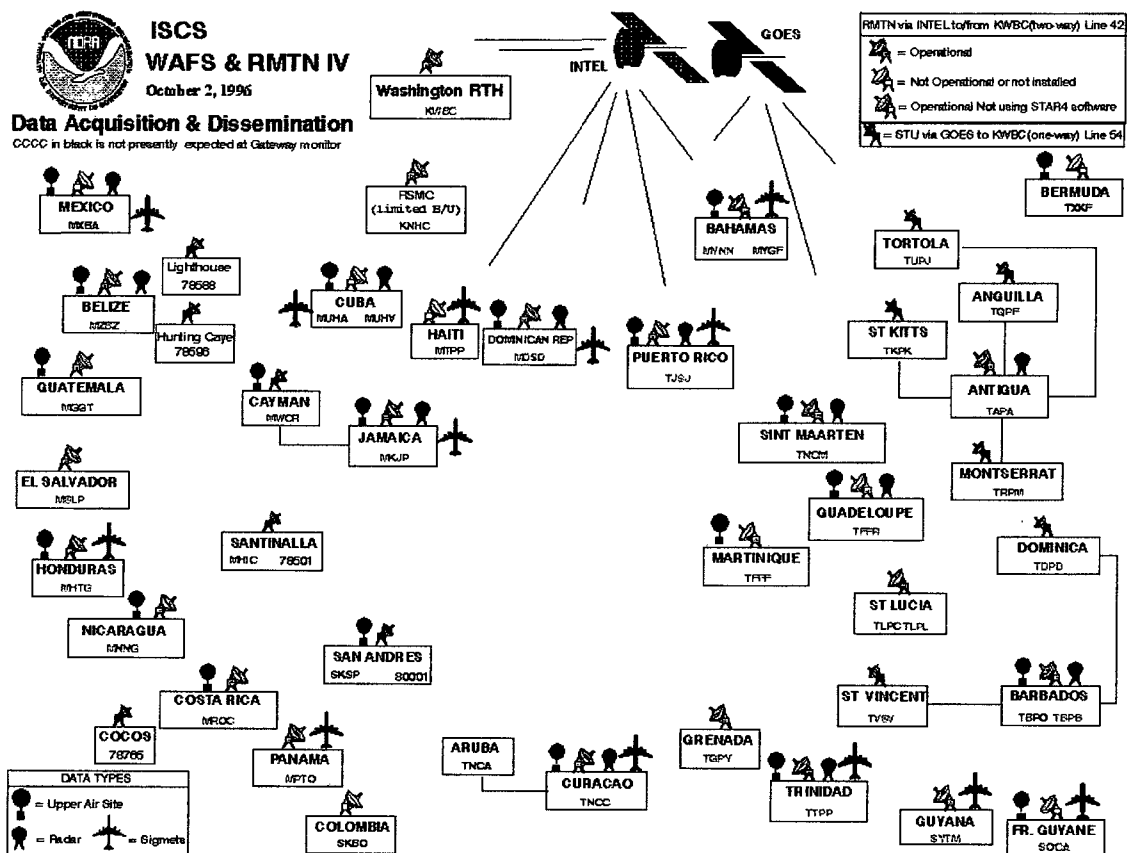 ISCS
WAFS & RMTN IV
October 2, 1996
Data Acquisition & Dissemination
CCCC in black is not presently expected at Gateway monitor
NOAA
Washington RTH
KWBC
INTEL
GOES
RMTN via INTEL to/from KWBC(two-way) Line 42
= Operational
= Not Operational or not installed
= Operational Not using STAR4 software
= STU via GOES to KWBC(one-way) Line 54
MEXICO
MXBA
RSMC
(Limited B/U)
KNHC
BAHAMAS
MYNN MYGF
BERMUDA
TXKF
TORTOLA
TUPJ
Lighthouse
78588
BELIZE
MZBZ
Hunting Caye
78596
CUBA
MUHA MUHV
HAITI
MTPP
DOMINICAN REP
MDSD
PUERTO RICO
TJSJ
ANGUILLA
TQPF
ST KITTS
TKPK
ANTIGUA
TAPA
GUATEMALA
MGGT
CAYMAN
MWCR
JAMAICA
MKJP
SINT MAARTEN
TNCM
MONTSERRAT
TRPM
EL SALVADOR
MSLP
GUADELOUPE
TFFR
SANTINALLA
MHIC 78501
HONDURAS
MHTG
MARTINIQUE
TFFF
DOMINICA
TDPD
ST LUCIA
TLPC TLPL
NICARAGUA
MNNG
SAN ANDRES
SKSP 80001
COSTA RICA
MROC
ST VINCENT
TVSV
BARBADOS
TBPO TBPB
COCOS
78765
PANAMA
MPTO
ARUBA
TNCA
CURACAO
TNCC
GRENADA
TGPY
TRINIDAD
TTPP
GUYANA
SYTM
FR. GUYANE
SOCA
COLOMBIA
SKBO
DATA TYPES
= Upper Air Site
= Radar
= Sigmets